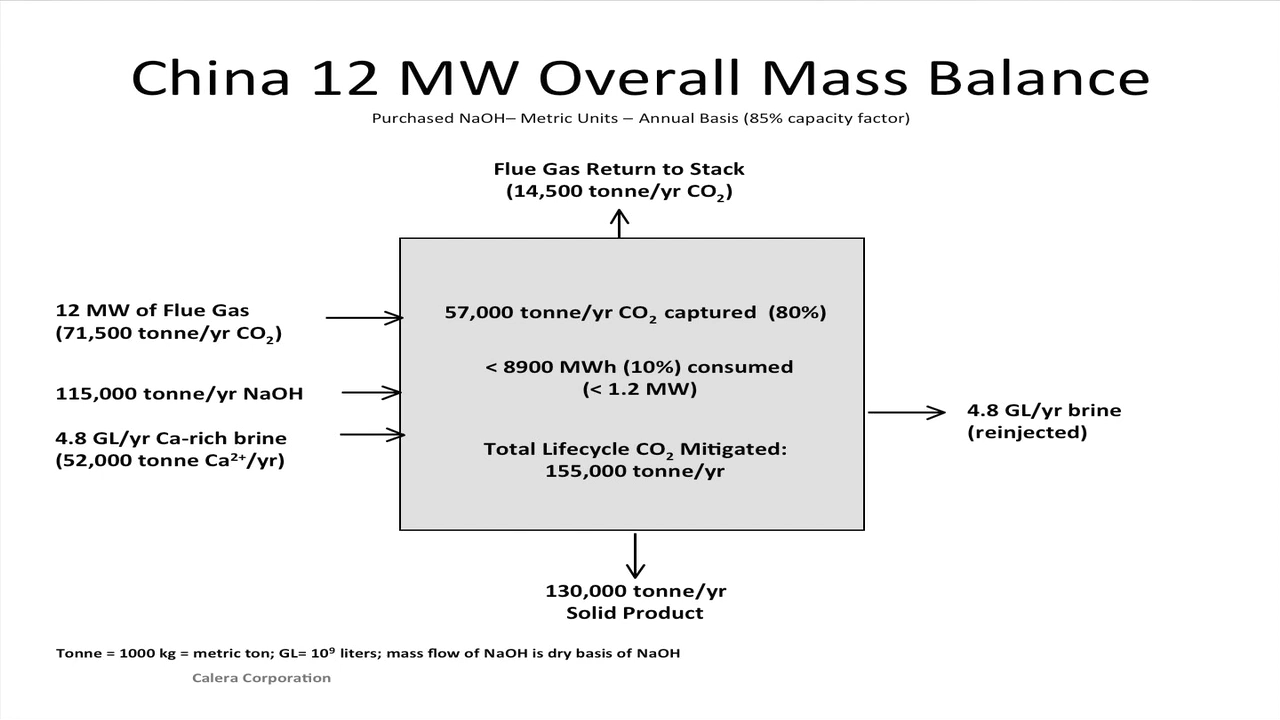 China 12 MW Overall Mass Balance
Purchased NaOH– Metric Units – Annual Basis (85% capacity factor)
Flue Gas Return to Stack
(14,500 tonne/yr CO₂)
12 MW of Flue Gas
(71,500 tonne/yr CO₂)
115,000 tonne/yr NaOH
4.8 GL/yr Ca-rich brine
(52,000 tonne Ca²⁺/yr)
57,000 tonne/yr CO₂ captured (80%)
< 8900 MWh (10%) consumed
(< 1.2 MW)
Total Lifecycle CO₂ Mitigated:
155,000 tonne/yr
4.8 GL/yr brine
(reinjected)
130,000 tonne/yr
Solid Product
Tonne = 1000 kg = metric ton; GL= 10⁹ liters; mass flow of NaOH is dry basis of NaOH
Calera Corporation